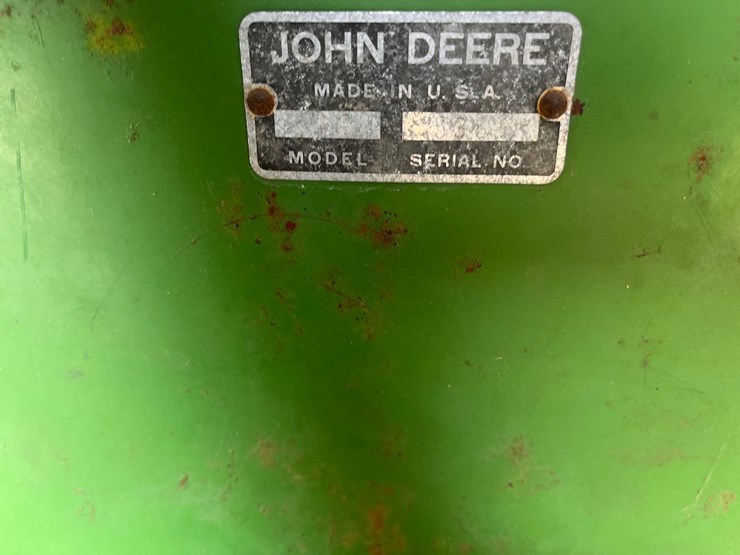 JOHN DEERE
MADE IN U.S.A.
MODEL SERIAL NO.